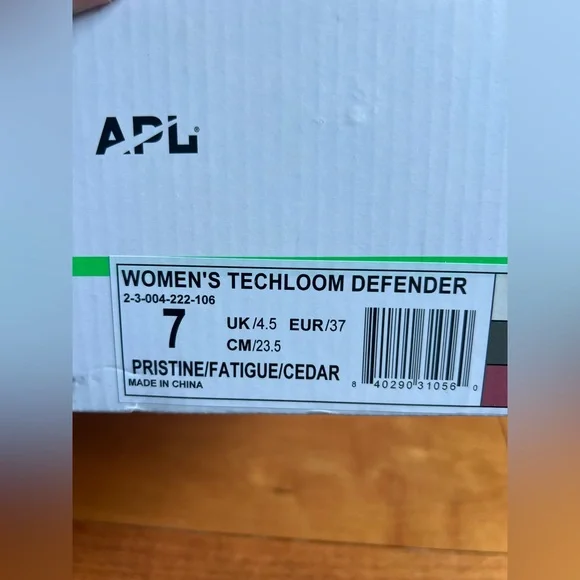 APL®
WOMEN'S TECHLOOM DEFENDER
2-3-004-222-106
7
UK/4.5 EUR/37
CM/23.5
PRISTINE/FATIGUE/CEDAR
MADE IN CHINA
8 40290 31056 0